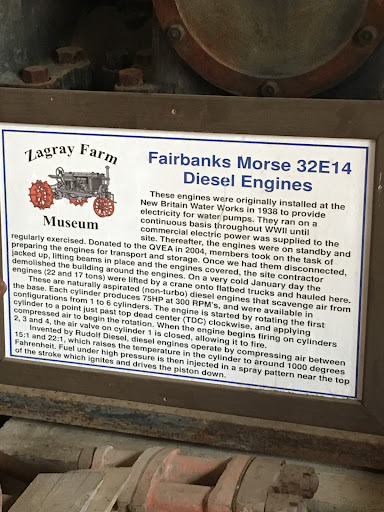 Zagray Farm
Museum
Fairbanks Morse 32E14
Diesel Engines
These engines were originally installed at the
New Britain Water Works in 1938 to provide
electricity for water pumps. They ran on a
continuous basis throughout WWII until
commercial electric power was supplied to the
site. Thereafter, the engines were on standby and
regularly exercised. Donated to the QVEA in 2004, members took on the task of
preparing the engines for transport and storage. Once we had them disconnected,
jacked up, lifting beams in place and the engines covered, the site contractor
demolished the building around the engines. On a very cold January day the
engines (22 and 17 tons) were lifted by a crane onto flatbed trucks and hauled here.
These are naturally aspirated (non-turbo) diesel engines that scavenge air from
the base. Each cylinder produces 75HP at 300 RPM's, and were available in
configurations from 1 to 6 cylinders. The engine is started by rotating the first
cylinder to a point just past top dead center (TDC) clockwise, and applying
compressed air to begin the rotation. When the engine begins firing on cylinders
2, 3 and 4, the air valve on cylinder 1 is closed, allowing it to fire.
Invented by Rudolf Diesel, diesel engines operate by compressing air between
15:1 and 22:1, which raises the temperature in the cylinder to around 1000 degrees
Fahrenheit. Fuel under high pressure is then injected in a spray pattern near the top
of the stroke which ignites and drives the piston down.